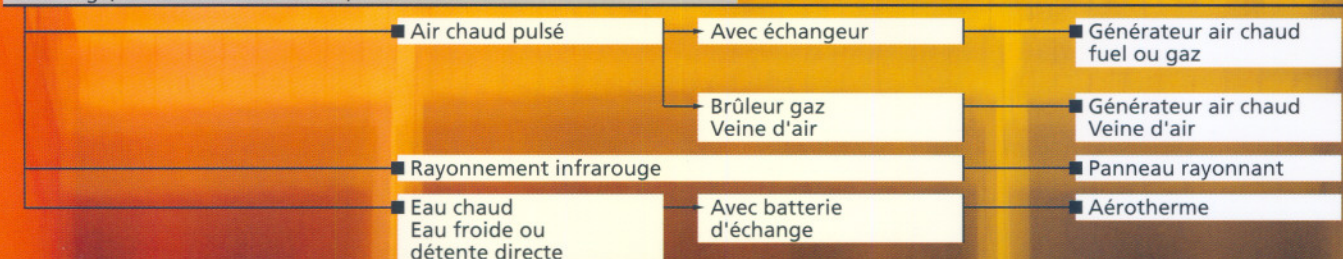 Air chaud pulsé
Avec échangeur
Générateur air chaud
fuel ou gaz
Brûleur gaz
Veine d'air
Générateur air chaud
Veine d'air
Rayonnement infrarouge
Panneau rayonnant
Eau chaud
Eau froide ou
détente directe
Avec batterie
d'échange
Aérotherme